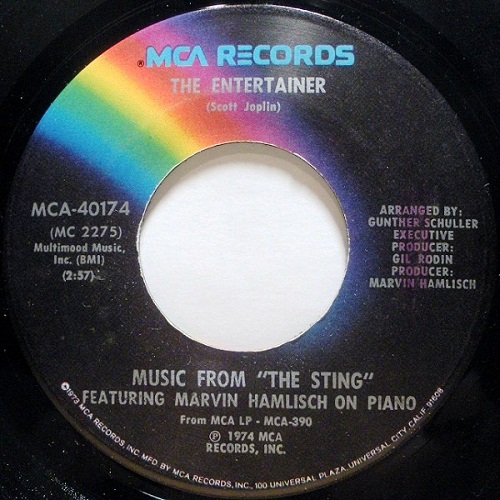 ®MCA RECORDS
THE ENTERTAINER
(Scott Joplin)
MCA-40174
(MC 2275)
Multimood Music,
Inc. (BMI)
(2:57)
ARRANGED BY:
GUNTHER SCHULLER
EXECUTIVE
PRODUCER:
GIL RODIN
PRODUCER:
MARVIN HAMLISCH
MUSIC FROM "THE STING"
FEATURING MARVIN HAMLISCH ON PIANO
From MCA LP - MCA-390
℗ 1974 MCA
RECORDS, INC.
©1973 MCA RECORDS INC. MFD BY MCA RECORDS, INC., 100 UNIVERSAL PLAZA, UNIVERSAL CITY, CALIF. 91608